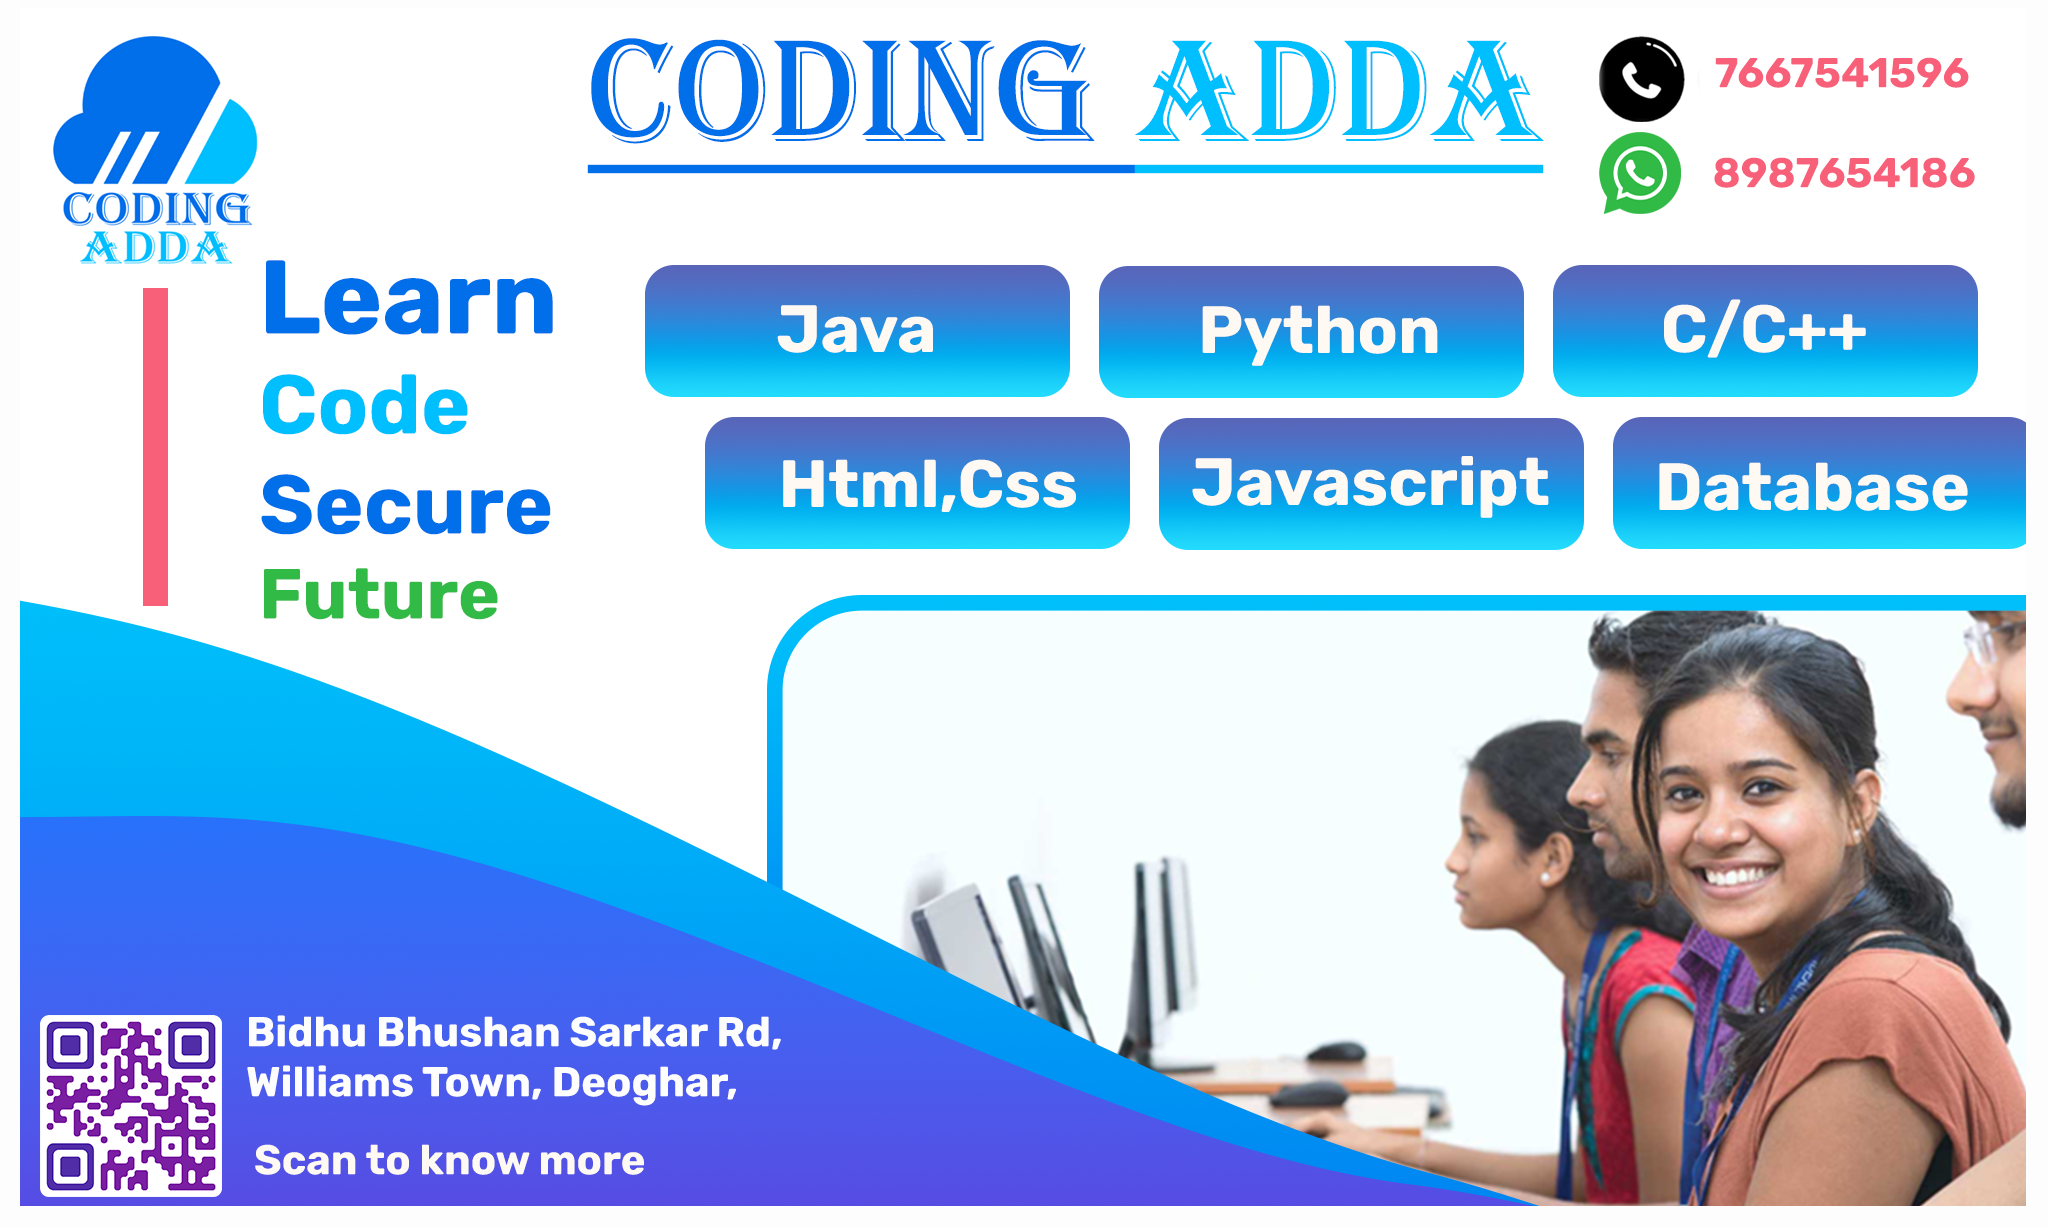 CODING ADDA
7667541596
8987654186
CODING
ADDA
Learn
Code
Secure
Future
Java
Python
C/C++
Html,Css
Javascript
Database
Bidhu Bhushan Sarkar Rd,
Williams Town, Deoghar,
Scan to know more